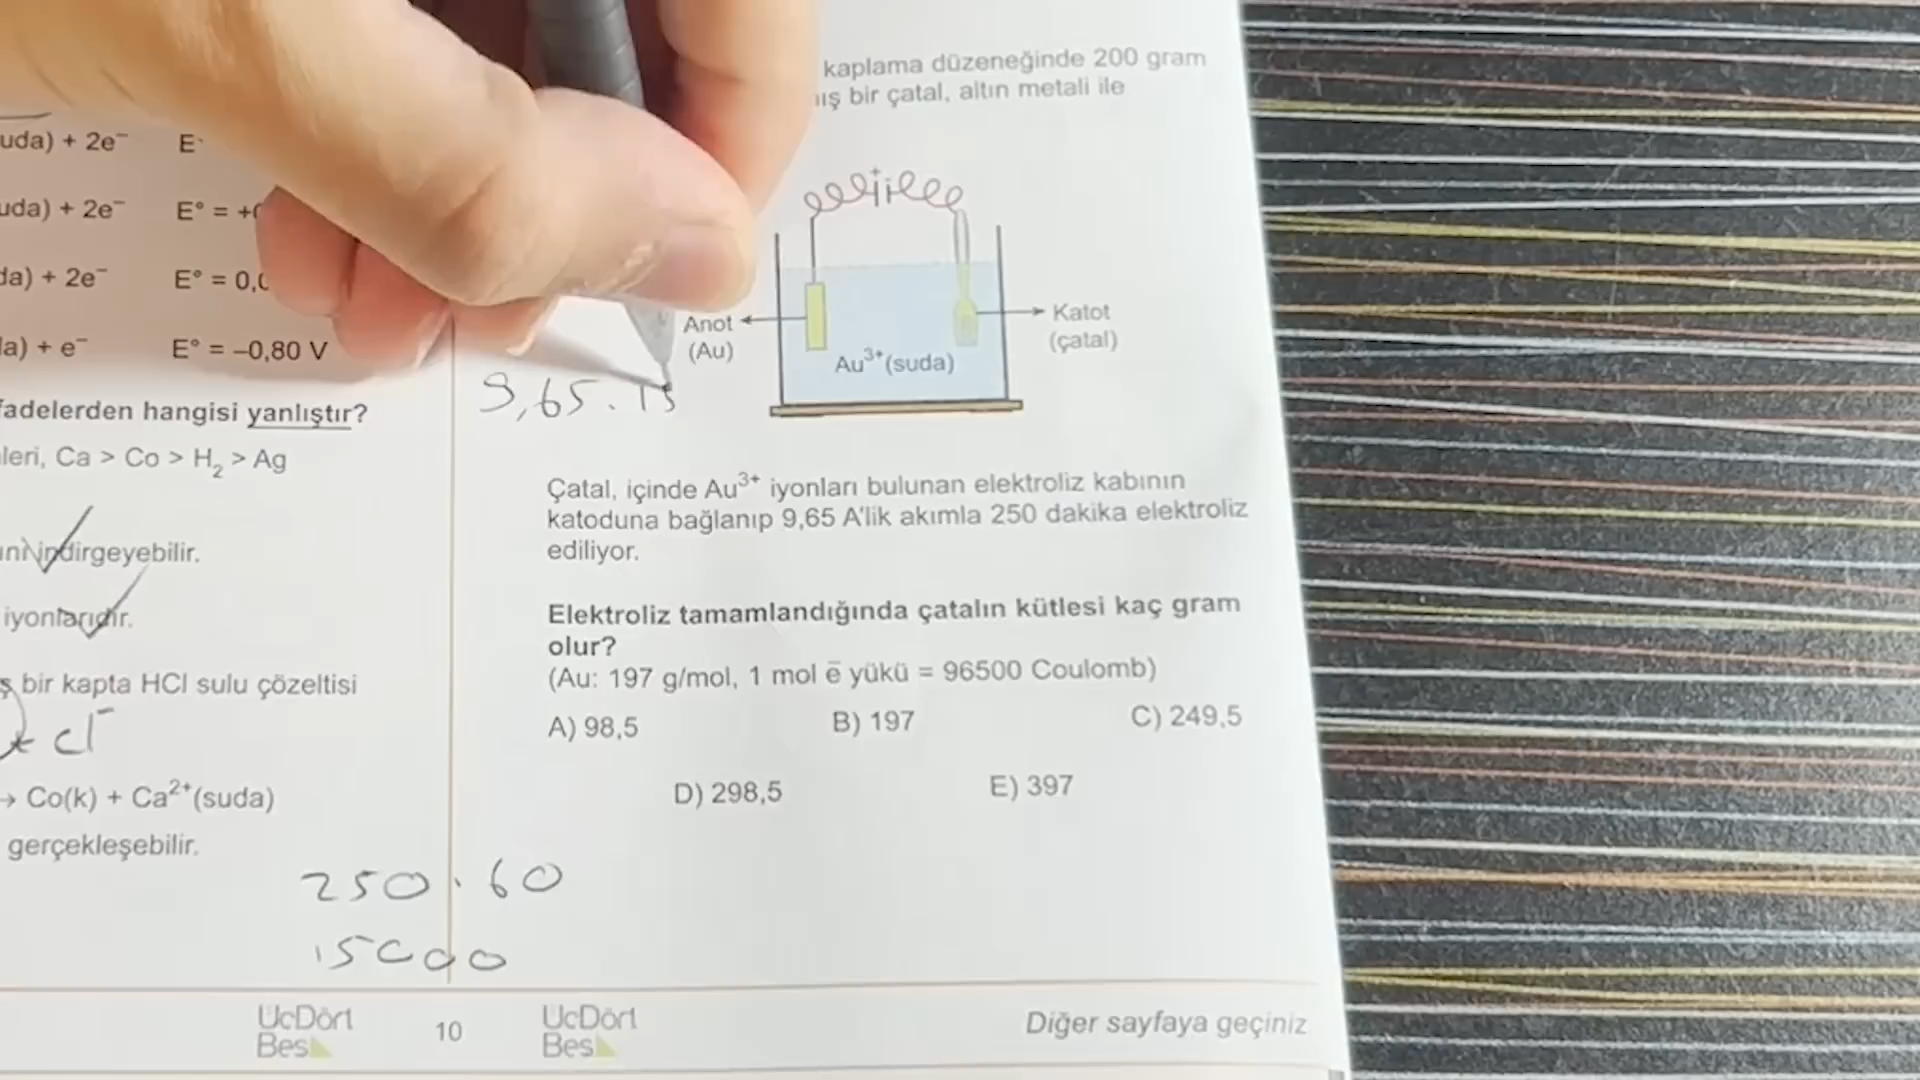 uda) + 2e⁻ E
uda) + 2e⁻ E° = +
da) + 2e⁻ E° = 0,
la) + e⁻ E° = –0,80 V
fadelerden hangisi yanlıştır?
leri, Ca > Co > H₂ > Ag
indirgeyebilir.
iyonlarıdır.
ş bir kapta HCl sulu çözeltisi
cl⁻
→ Co(k) + Ca²⁺(suda)
gerçekleşebilir.
kaplama düzeneğinde 200 gram
ış bir çatal, altın metali ile
Anot
(Au)
Katot
(çatal)
Au³⁺(suda)
9,65.15
Çatal, içinde Au³⁺ iyonları bulunan elektroliz kabının
katoduna bağlanıp 9,65 A'lik akımla 250 dakika elektroliz
ediliyor.
Elektroliz tamamlandığında çatalın kütlesi kaç gram
olur?
(Au: 197 g/mol, 1 mol e̅ yükü = 96500 Coulomb)
A) 98,5 B) 197 C) 249,5
D) 298,5 E) 397
250.60
15000
ÜçDört
Beş
10
ÜçDört
Beş
Diğer sayfaya geçiniz